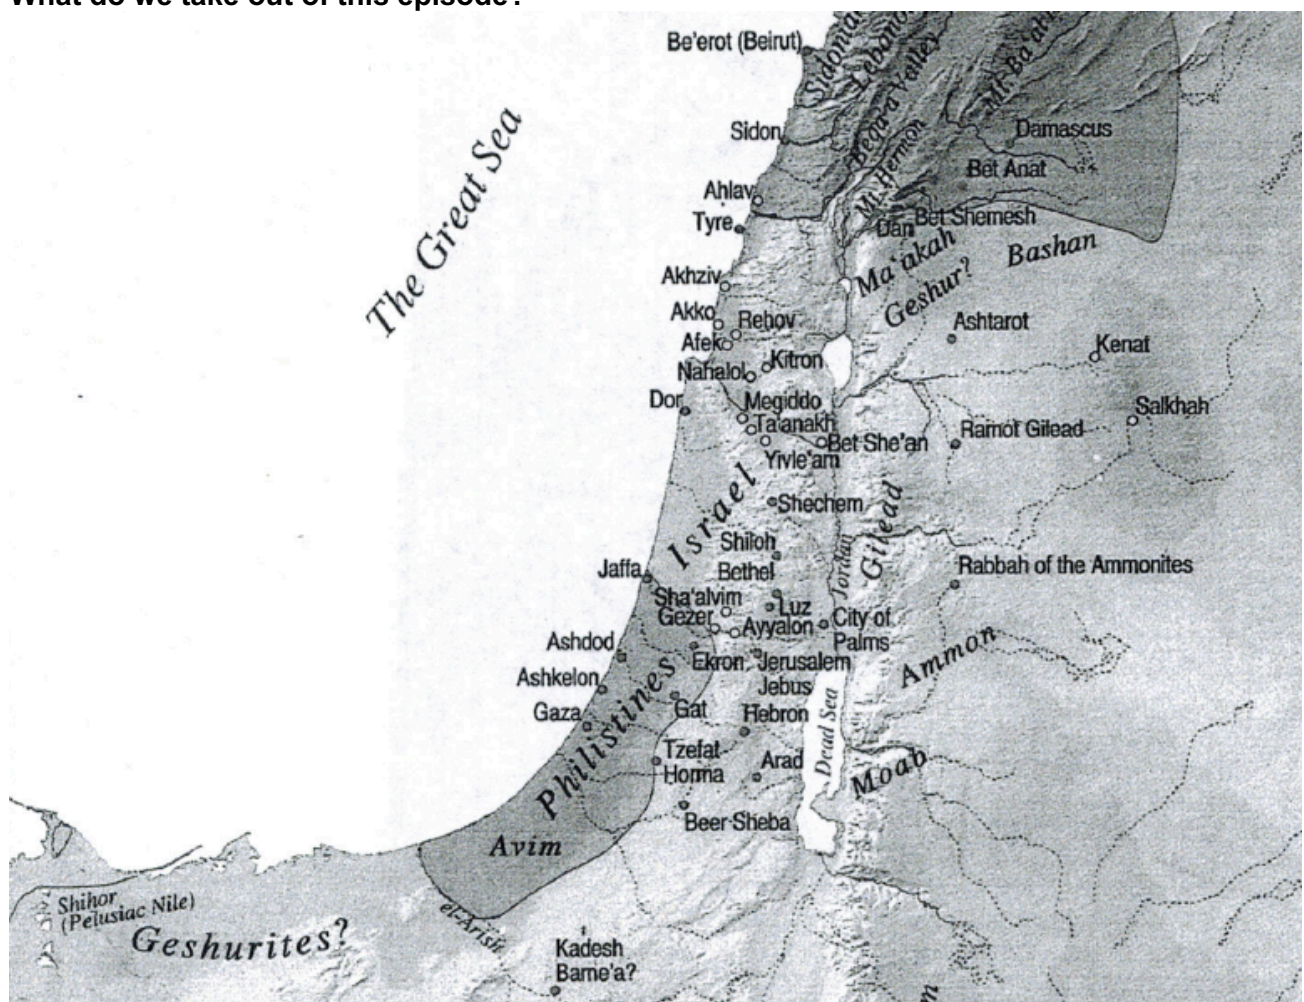 What do we take out of this episode?
Be'erot (Beirut)
Lebanon
Beqa'a Valley
Sidon
Damascus
Bet Anat
Mt. Hermon
Ahlav
Tyre
Bet Shemesh
Dan
Bashan
Ma'akah
Geshur?
The Great Sea
Akhziv
Akko
Rehov
Afek
Ashtarot
Kenat
Kitron
Nahalol
Dor
Megiddo
Ta'anakh
Salkhah
Ramot Gilead
Bet She'an
Yivle'am
Israel
Shechem
Gilead
Jordan
Shiloh
Bethel
Rabbah of the Ammonites
Jaffa
Sha'alvim
Luz
Gezer
Ayyalon
City of
Palms
Ashdod
Ekron
Jerusalem
Jebus
Ammon
Ashkelon
Philistines
Gaza
Gat
Hebron
Dead Sea
Tzefat
Horma
Arad
Moab
Beer Sheba
Avim
Shihor
(Pelusiac Nile)
el-Arish
Geshurites?
Kadesh
Barne'a?